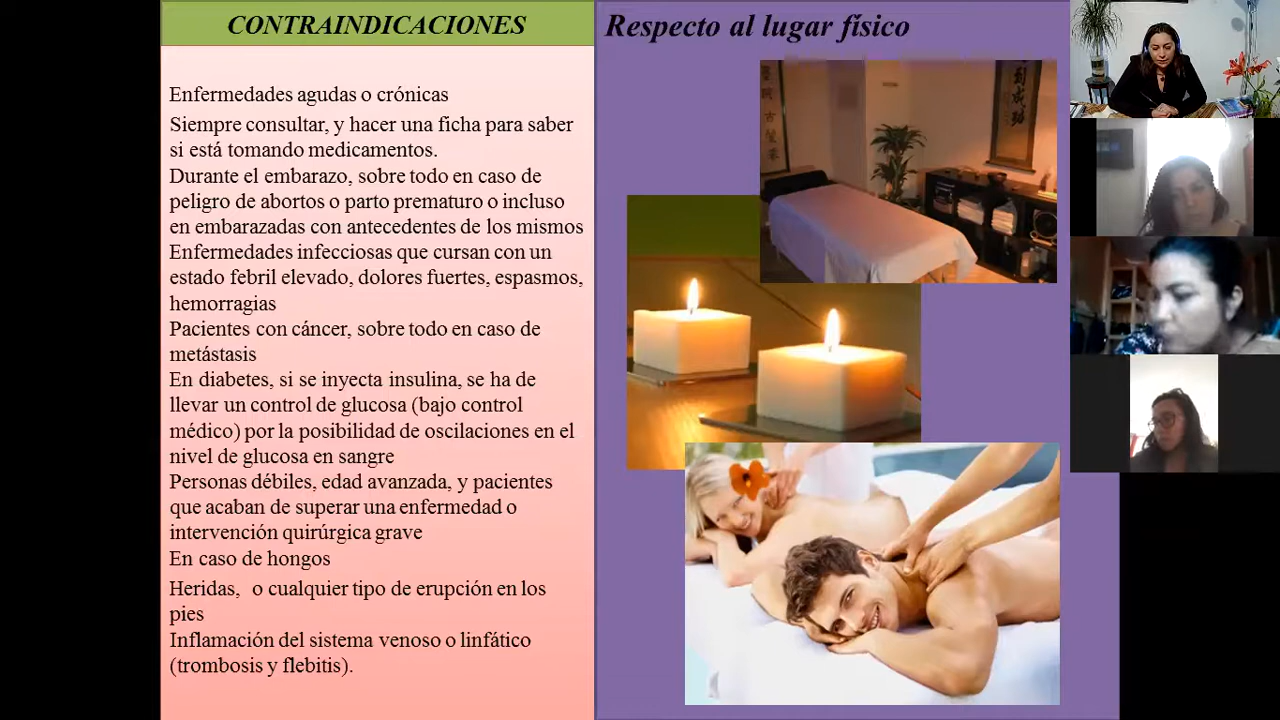 CONTRAINDICACIONES
Enfermedades agudas o crónicas
Siempre consultar, y hacer una ficha para saber
si está tomando medicamentos.
Durante el embarazo, sobre todo en caso de
peligro de abortos o parto prematuro o incluso
en embarazadas con antecedentes de los mismos
Enfermedades infecciosas que cursan con un
estado febril elevado, dolores fuertes, espasmos,
hemorragias
Pacientes con cáncer, sobre todo en caso de
metástasis
En diabetes, si se inyecta insulina, se ha de
llevar un control de glucosa (bajo control
médico) por la posibilidad de oscilaciones en el
nivel de glucosa en sangre
Personas débiles, edad avanzada, y pacientes
que acaban de superar una enfermedad o
intervención quirúrgica grave
En caso de hongos
Heridas,  o cualquier tipo de erupción en los
pies
Inflamación del sistema venoso o linfático
(trombosis y flebitis).
Respecto al lugar físico